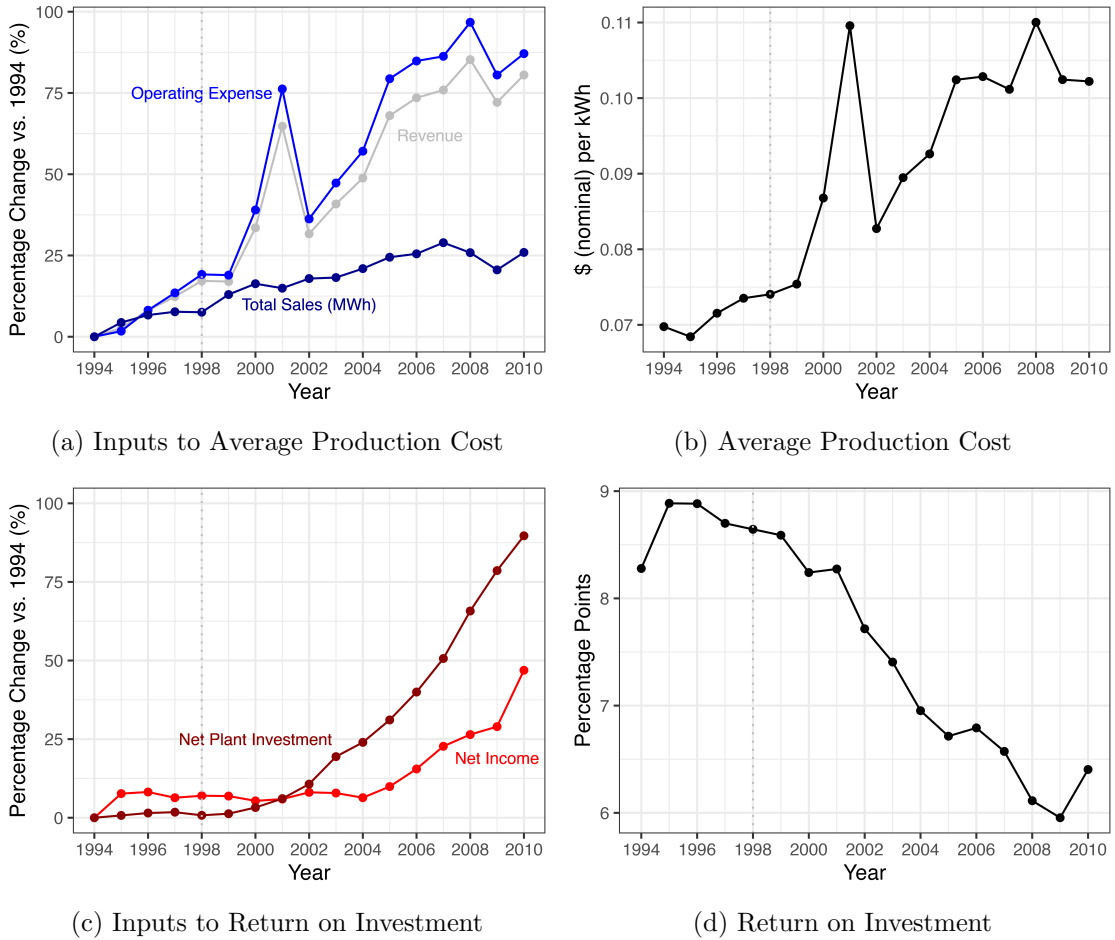 Percentage Change vs. 1994 (%)
100
75
50
25
0
Operating Expense
Revenue
Total Sales (MWh)
1994 1996 1998 2000 2002 2004 2006 2008 2010
Year
(a) Inputs to Average Production Cost
$ (nominal) per kWh
0.11
0.10
0.09
0.08
0.07
1994 1996 1998 2000 2002 2004 2006 2008 2010
Year
(b) Average Production Cost
Percentage Change vs. 1994 (%)
100
75
50
25
0
Net Plant Investment
Net Income
1994 1996 1998 2000 2002 2004 2006 2008 2010
Year
(c) Inputs to Return on Investment
Percentage Points
9
8
7
6
1994 1996 1998 2000 2002 2004 2006 2008 2010
Year
(d) Return on Investment